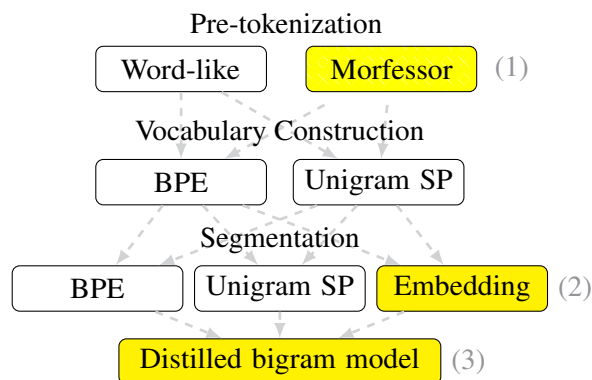 Pre-tokenization
Word-like Morfessor (1)
Vocabulary Construction
BPE Unigram SP
Segmentation
BPE Unigram SP Embedding (2)
Distilled bigram model (3)